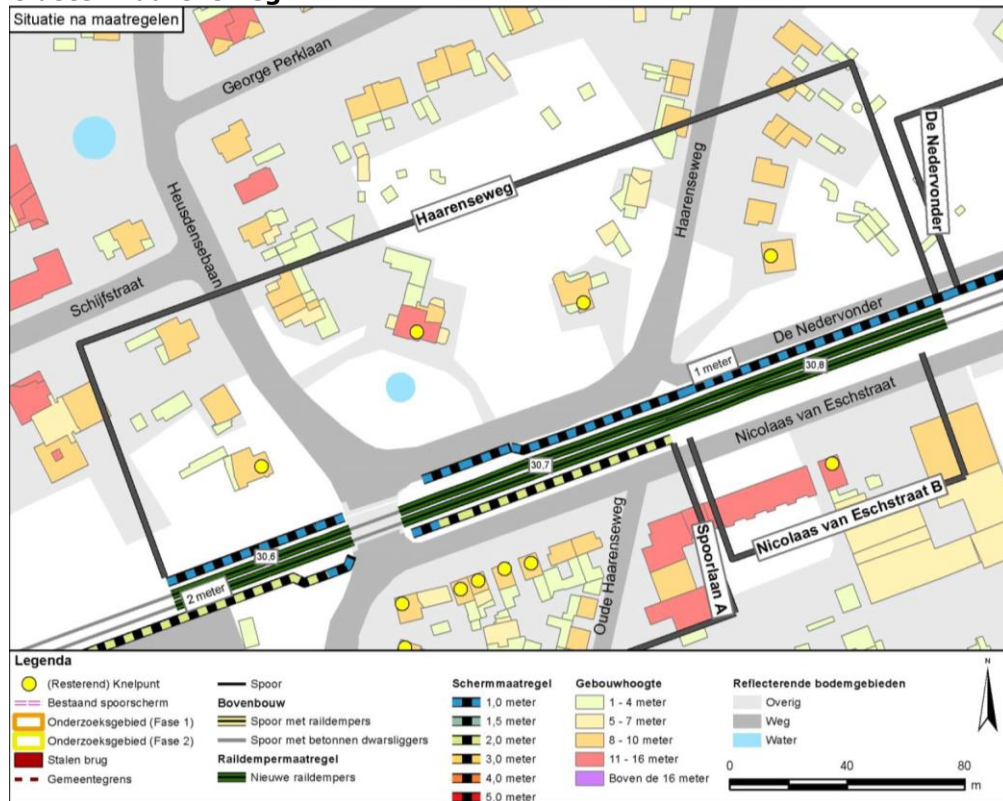 Situatie na maatregelen
George Perklaan
Heusdensebaan
Haarenseweg
Haarenseweg
De Nedervonder
Schijfstraat
De Nedervonder
1 meter
30,8
Nicolaas van Eschstraat
30,7
30,6
2 meter
Oude Haarenseweg
Spoorlaan A
Nicolaas van Eschstraat B
Legenda
(Resterend) Knelpunt
Bestaand spoorscherm
Onderzoeksgebied (Fase 1)
Onderzoeksgebied (Fase 2)
Stalen brug
Gemeentegrens
Spoor
Bovenbouw
Spoor met raildempers
Spoor met betonnen dwarsliggers
Raildempermaatregel
Nieuwe raildempers
Schermmaatregel
1,0 meter
1,5 meter
2,0 meter
3,0 meter
4,0 meter
5,0 meter
Gebouwhoogte
1 - 4 meter
5 - 7 meter
8 - 10 meter
11 - 16 meter
Boven de 16 meter
Reflecterende bodemgebieden
Overig
Weg
Water
N
0 40 80
m